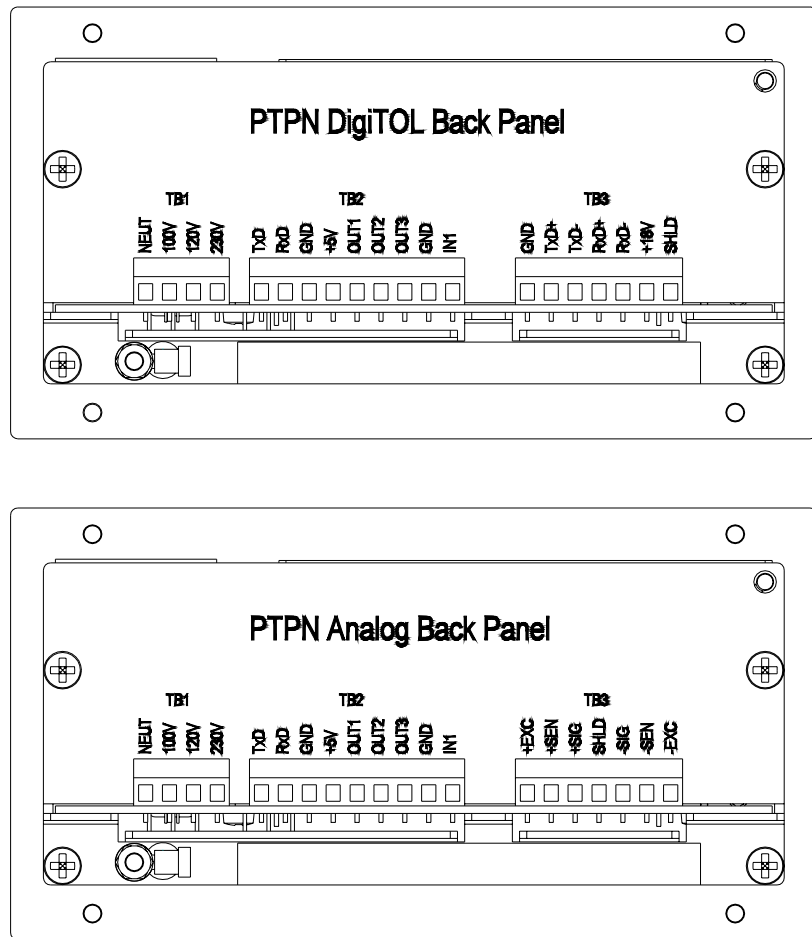 PTPN DigiTOL Back Panel
TB1 TB2 TB3
NEUT 100V 120V 230V TxD RxD GND +5V OUT1 OUT2 OUT3 GND IN1 GND TxD+ TxD- RxD+ RxD- +18V SHLD
PTPN Analog Back Panel
TB1 TB2 TB3
NEUT 100V 120V 230V TxD RxD GND +5V OUT1 OUT2 OUT3 GND IN1 +EXC +SEN +SIG SHLD -SIG -SEN -EXC